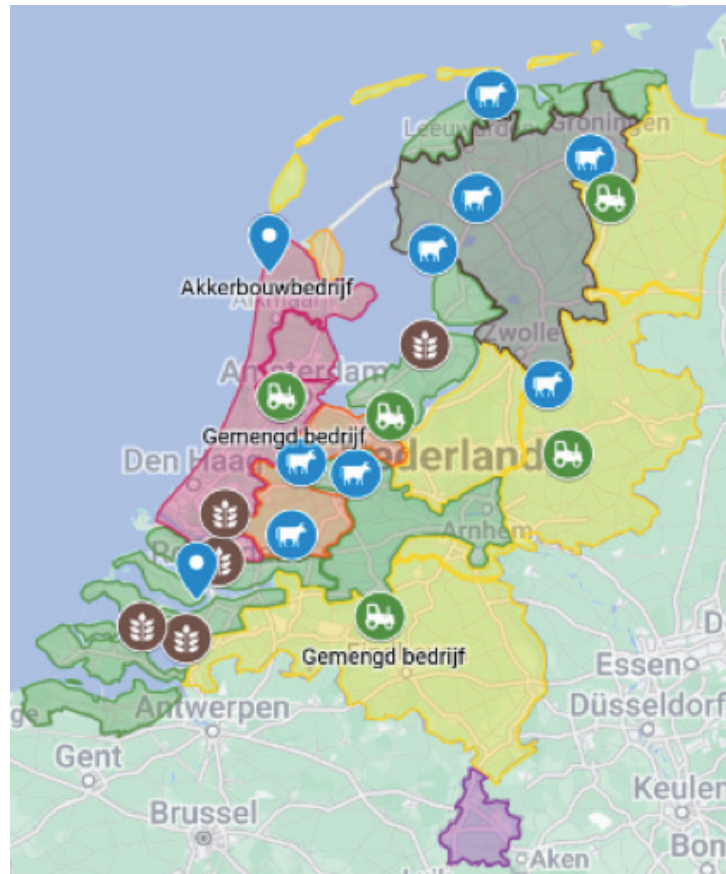 Leeuwarden
Groningen
Akkerbouwbedrijf
Alkmaar
Zwolle
Amsterdam
Gemengd bedrijf
Den Haag
Nederland
Arnhem
Gemengd bedrijf
Essen
Antwerpen
Düsseldorf
Gent
Keulen
Brussel
Bon
Aken